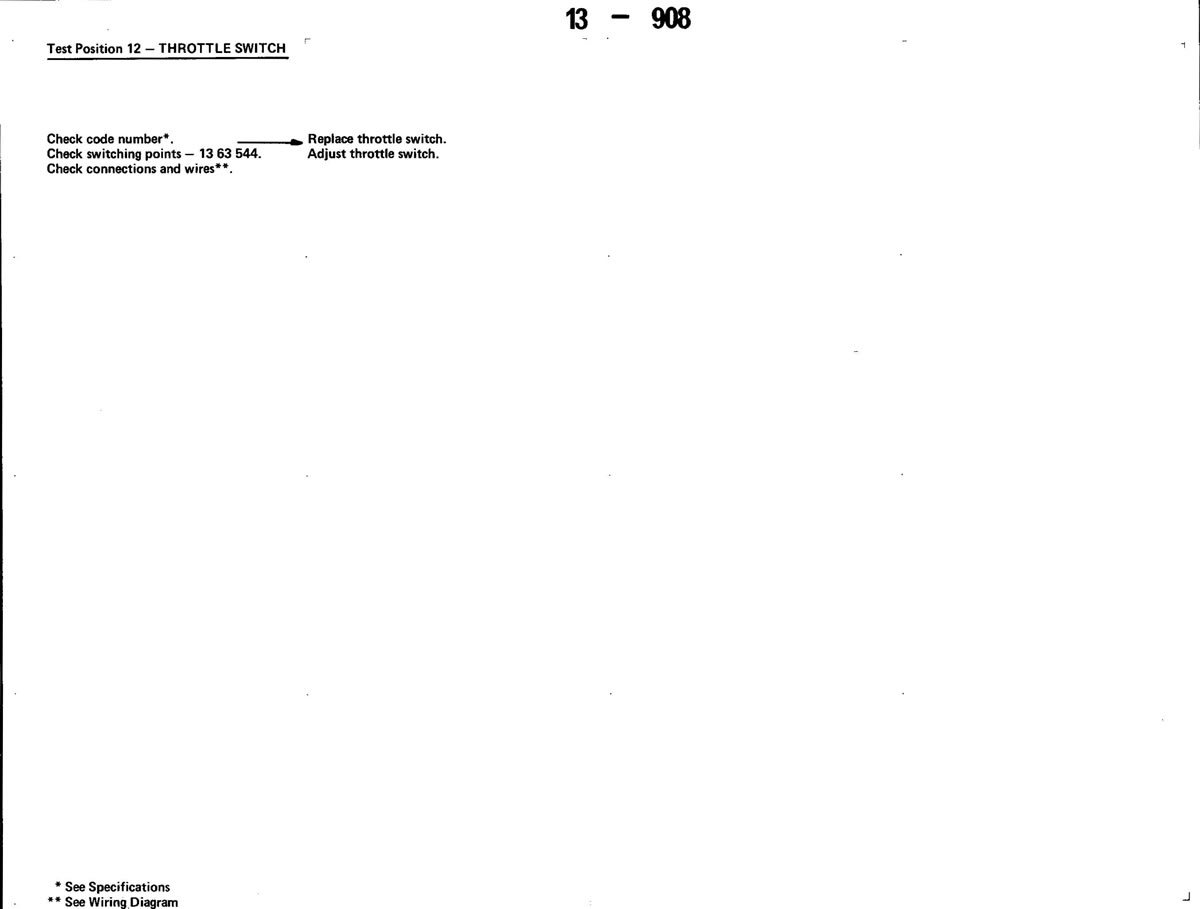 13 – 908
Test Position 12 – THROTTLE SWITCH
Check code number*. Replace throttle switch.
Check switching points – 13 63 544. Adjust throttle switch.
Check connections and wires**.
* See Specifications
** See Wiring Diagram